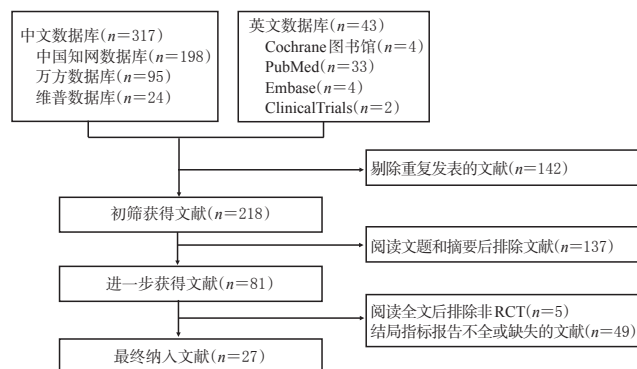 中文数据库(n=317)
中国知网数据库(n=198)
万方数据库(n=95)
维普数据库(n=24)
英文数据库(n=43)
Cochrane图书馆(n=4)
PubMed(n=33)
Embase(n=4)
ClinicalTrials(n=2)
剔除重复发表的文献(n=142)
初筛获得文献(n=218)
阅读文题和摘要后排除文献(n=137)
进一步获得文献(n=81)
阅读全文后排除非RCT(n=5)
结局指标报告不全或缺失的文献(n=49)
最终纳入文献(n=27)